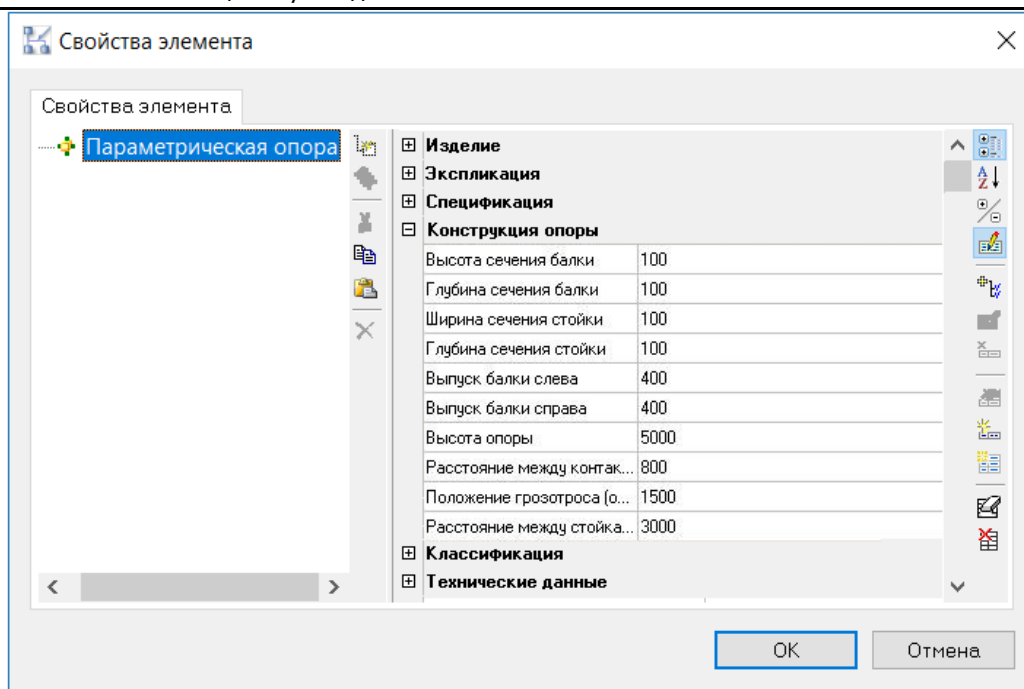 Свойства элемента
Свойства элемента
Параметрическая опора
Изделие
Экспликация
Спецификация
Конструкция опоры
Высота сечения балки 100
Глубина сечения балки 100
Ширина сечения стойки 100
Глубина сечения стойки 100
Выпуск балки слева 400
Выпуск балки справа 400
Высота опоры 5000
Расстояние между контак... 800
Положение грозотроса (о... 1500
Расстояние между стойка... 3000
Классификация
Технические данные
OK Отмена